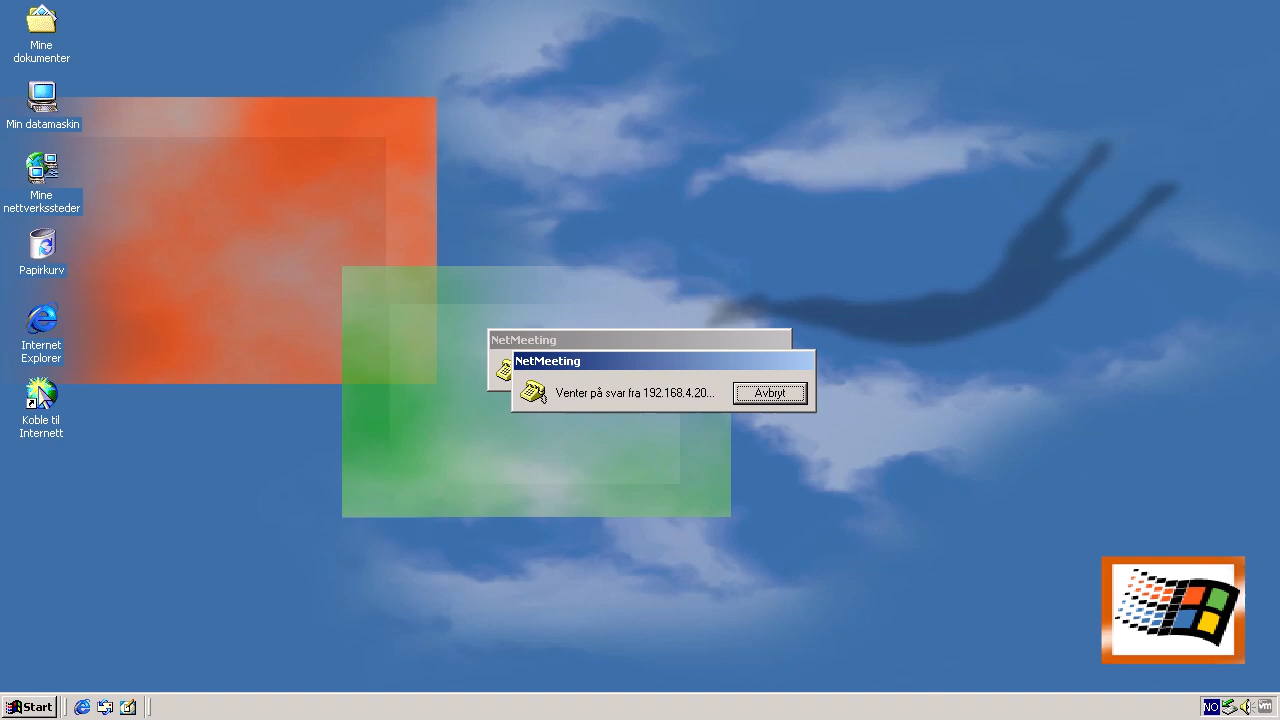 Mine
dokumenter
Min datamaskin
Mine
nettverkssteder
Papirkurv
Internet
Explorer
Koble til
Internett
NetMeeting
NetMeeting
Venter på svar fra 192.168.4.20...
Avbryt
Start
NO
vm